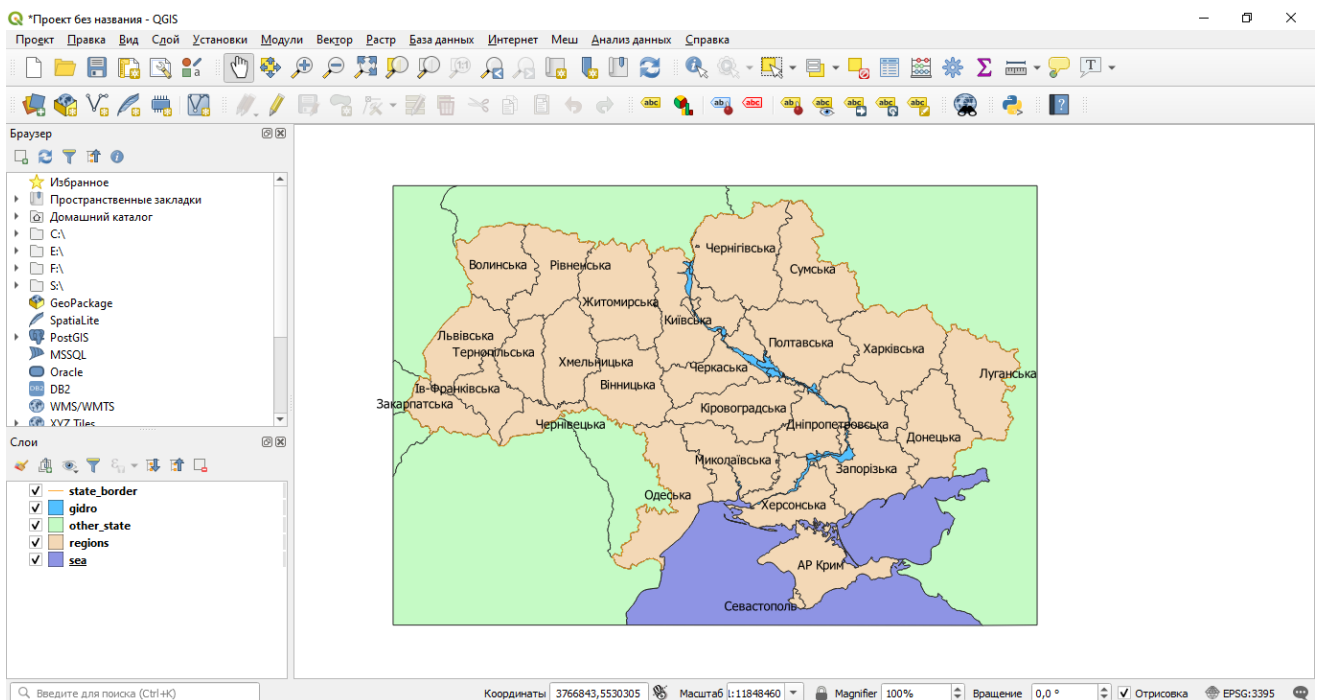 *Проект без названия - QGIS
Проект Правка Вид Слой Установки Модули Вектор Растр База данных Интернет Меш Анализ данных Справка
Браузер
Избранное
Пространственные закладки
Домашний каталог
C:\
E:\
F:\
S:\
GeoPackage
SpatiaLite
PostGIS
MSSQL
Oracle
DB2
WMS/WMTS
XYZ Tiles
Слои
state_border
gidro
other_state
regions
sea
Чернігівська
Волинська
Рівненська
Сумська
Житомирська
Київська
Львівська
Полтавська
Харківська
Тернопільська
Хмельницька
Черкаська
Луганська
Вінницька
Ів-Франківська
Закарпатська
Кіровоградська
Чернівецька
Дніпропетровська
Донецька
Миколаївська
Запорізька
Одеська
Херсонська
АР Крим
Севастополь
Введите для поиска (Ctrl+K)
Координаты 3766843,5530305 Масштаб 1:11848460 Magnifier 100% Вращение 0,0 ° Отрисовка EPSG:3395